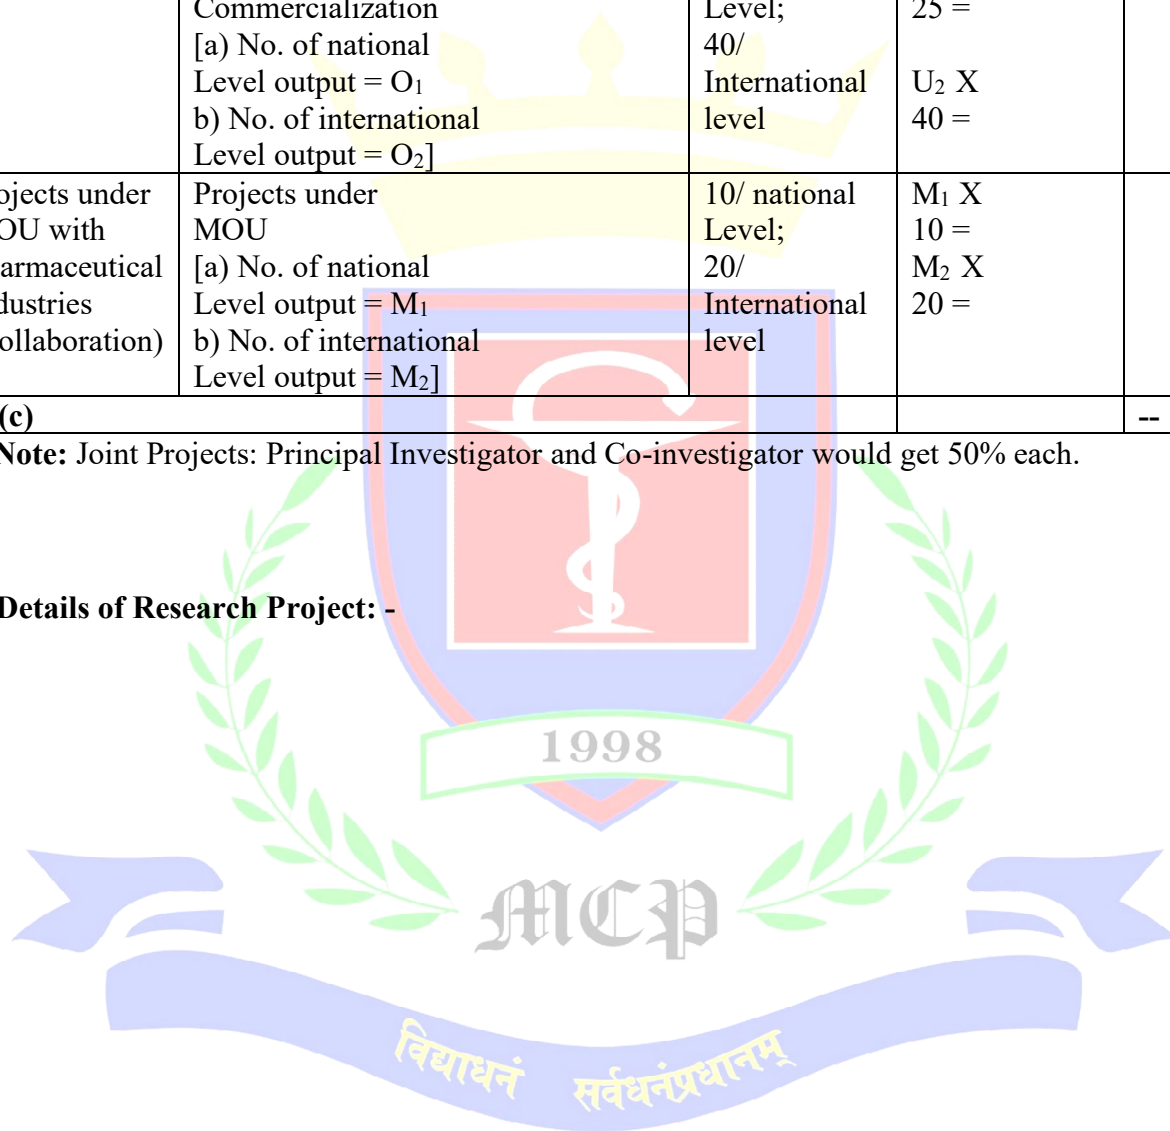 Commercialization Level; 25 =
[a) No. of national 40/
Level output = O₁ International U₂ X
b) No. of international level 40 =
Level output = O₂]
ojects under Projects under 10/ national M₁ X
OU with MOU Level; 10 =
armaceutical [a) No. of national 20/ M₂ X
dustries Level output = M₁ International 20 =
ollaboration) b) No. of international level
Level output = M₂]
(c) --
Note: Joint Projects: Principal Investigator and Co-investigator would get 50% each.
Details of Research Project: -
1998
MCP
विद्याधनं सर्वधनंप्रधानम्